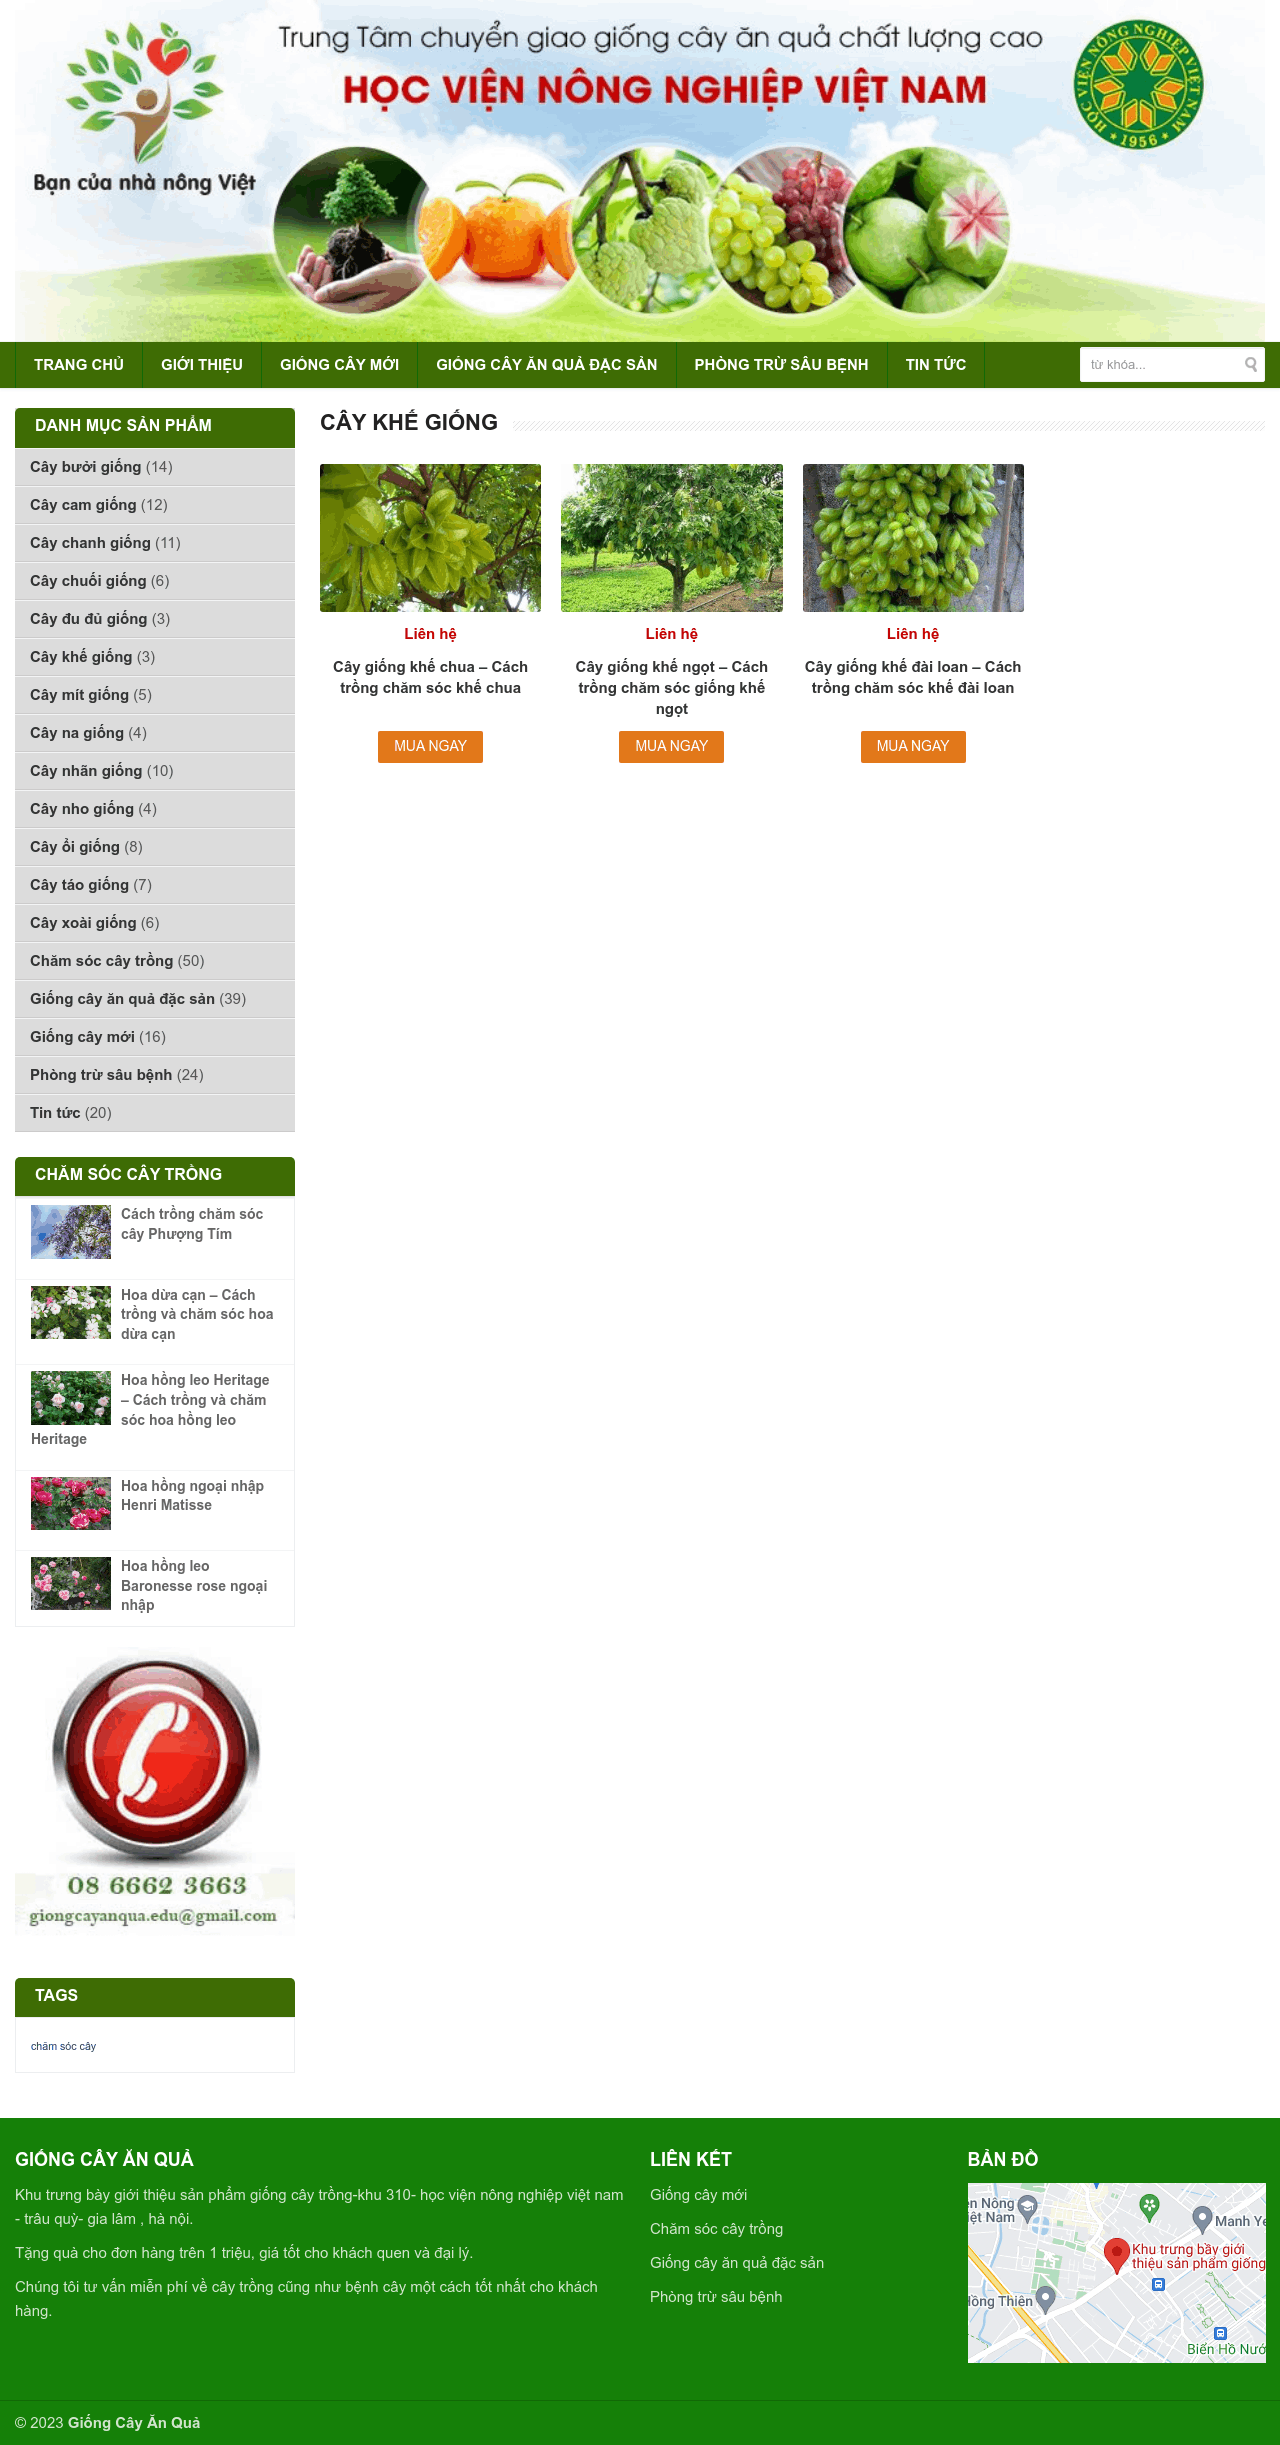 Trung Tâm chuyển giao giống cây ăn quả chất lượng cao
HỌC VIỆN NÔNG NGHIỆP VIỆT NAM
Bạn của nhà nông Việt
HỌC VIỆN NÔNG NGHIỆP VIỆT NAM
1956
TRANG CHỦ
GIỚI THIỆU
GIỐNG CÂY MỚI
GIỐNG CÂY ĂN QUẢ ĐẶC SẢN
PHÒNG TRỪ SÂU BỆNH
TIN TỨC
từ khóa...
DANH MỤC SẢN PHẨM
Cây bưởi giống (14)
Cây cam giống (12)
Cây chanh giống (11)
Cây chuối giống (6)
Cây đu đủ giống (3)
Cây khế giống (3)
Cây mít giống (5)
Cây na giống (4)
Cây nhãn giống (10)
Cây nho giống (4)
Cây ổi giống (8)
Cây táo giống (7)
Cây xoài giống (6)
Chăm sóc cây trồng (50)
Giống cây ăn quả đặc sản (39)
Giống cây mới (16)
Phòng trừ sâu bệnh (24)
Tin tức (20)
CÂY KHẾ GIỐNG
Liên hệ
Cây giống khế chua – Cách
trồng chăm sóc khế chua
MUA NGAY
Liên hệ
Cây giống khế ngọt – Cách
trồng chăm sóc giống khế
ngọt
MUA NGAY
Liên hệ
Cây giống khế đài loan – Cách
trồng chăm sóc khế đài loan
MUA NGAY
CHĂM SÓC CÂY TRỒNG
Cách trồng chăm sóc
cây Phượng Tím
Hoa dừa cạn – Cách
trồng và chăm sóc hoa
dừa cạn
Hoa hồng leo Heritage
– Cách trồng và chăm
sóc hoa hồng leo
Heritage
Hoa hồng ngoại nhập
Henri Matisse
Hoa hồng leo
Baronesse rose ngoại
nhập
08 6662 3663
giongcayanqua.edu@gmail.com
TAGS
chăm sóc cây
GIỐNG CÂY ĂN QUẢ
Khu trưng bày giới thiệu sản phẩm giống cây trồng-khu 310- học viện nông nghiệp việt nam
- trâu quỳ- gia lâm , hà nội.
Tặng quà cho đơn hàng trên 1 triệu, giá tốt cho khách quen và đại lý.
Chúng tôi tư vấn miễn phí về cây trồng cũng như bệnh cây một cách tốt nhất cho khách
hàng.
LIÊN KẾT
Giống cây mới
Chăm sóc cây trồng
Giống cây ăn quả đặc sản
Phòng trừ sâu bệnh
BẢN ĐỒ
ện Nông
iệt Nam
Manh Ye
Khu trưng bầy giới
thiệu sản phẩm giống
Hồng Thiên
Biển Hồ Nướ
© 2023 Giống Cây Ăn Quả